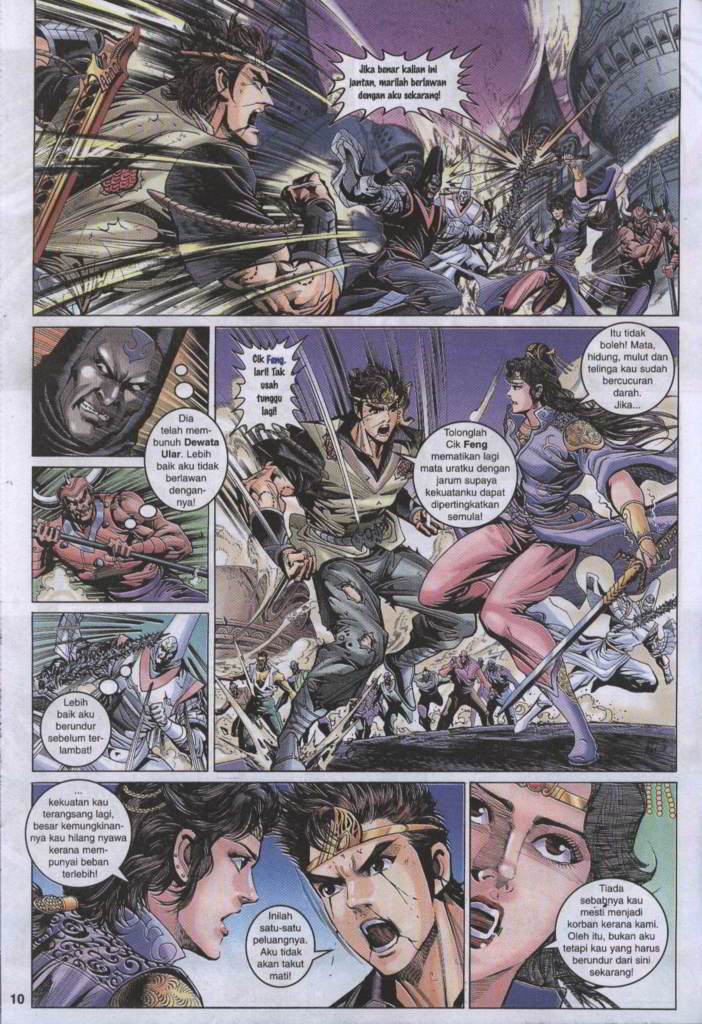 Jika benar kalian ini
jantan, marilah berlawan
dengan aku sekarang!
Dia
telah mem-
bunuh Dewata
Ular. Lebih
baik aku tidak
berlawan
dengan-
nya!
Lebih
baik aku
berundur
sebelum ter-
lambat!
Cik Feng,
lari! Tak
usah
tunggu
lagi!
Itu tidak
boleh! Mata,
hidung, mulut dan
telinga kau sudah
bercucuran
darah.
Jika...
Tolonglah
Cik Feng
mematikan lagi
mata uratku dengan
jarum supaya
kekuatanku dapat
dipertingkatkan
semula!
...
kekuatan kau
terangsang lagi,
besar kemungkinan-
nya kau hilang nyawa
kerana mem-
punyai beban
terlebih!
Inilah
satu-satu
peluangnya.
Aku tidak
akan takut
mati!
Tiada
sebabnya kau
mesti menjadi
korban kerana kami.
Oleh itu, bukan aku
tetapi kau yang harus
berundur dari sini
sekarang!
10